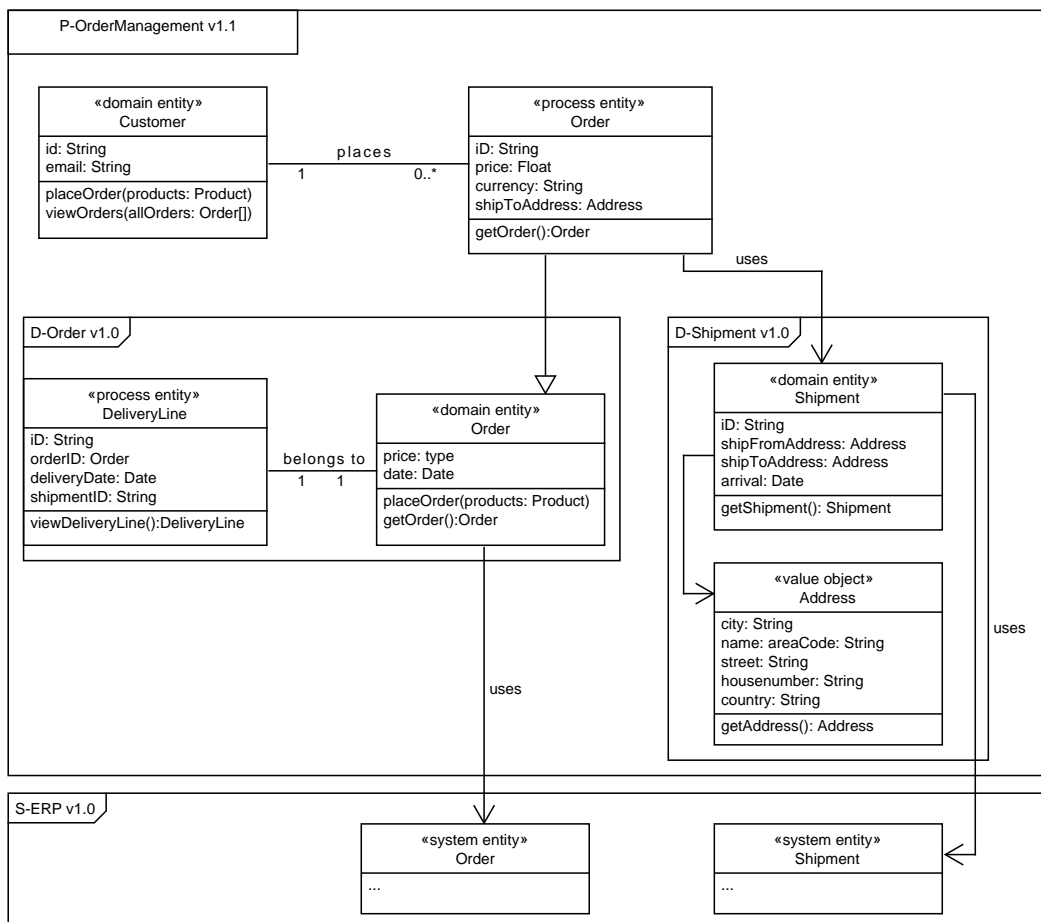 P-OrderManagement v1.1
«domain entity»
Customer
id: String
email: String
placeOrder(products: Product)
viewOrders(allOrders: Order[])
places
1
0..*
«process entity»
Order
iD: String
price: Float
currency: String
shipToAddress: Address
getOrder():Order
uses
D-Order v1.0
«process entity»
DeliveryLine
iD: String
orderID: Order
deliveryDate: Date
shipmentID: String
viewDeliveryLine():DeliveryLine
belongs to
1
1
«domain entity»
Order
price: type
date: Date
placeOrder(products: Product)
getOrder():Order
D-Shipment v1.0
«domain entity»
Shipment
iD: String
shipFromAddress: Address
shipToAddress: Address
arrival: Date
getShipment(): Shipment
«value object»
Address
city: String
name: areaCode: String
street: String
housenumber: String
country: String
getAddress(): Address
uses
uses
S-ERP v1.0
«system entity»
Order
...
«system entity»
Shipment
...